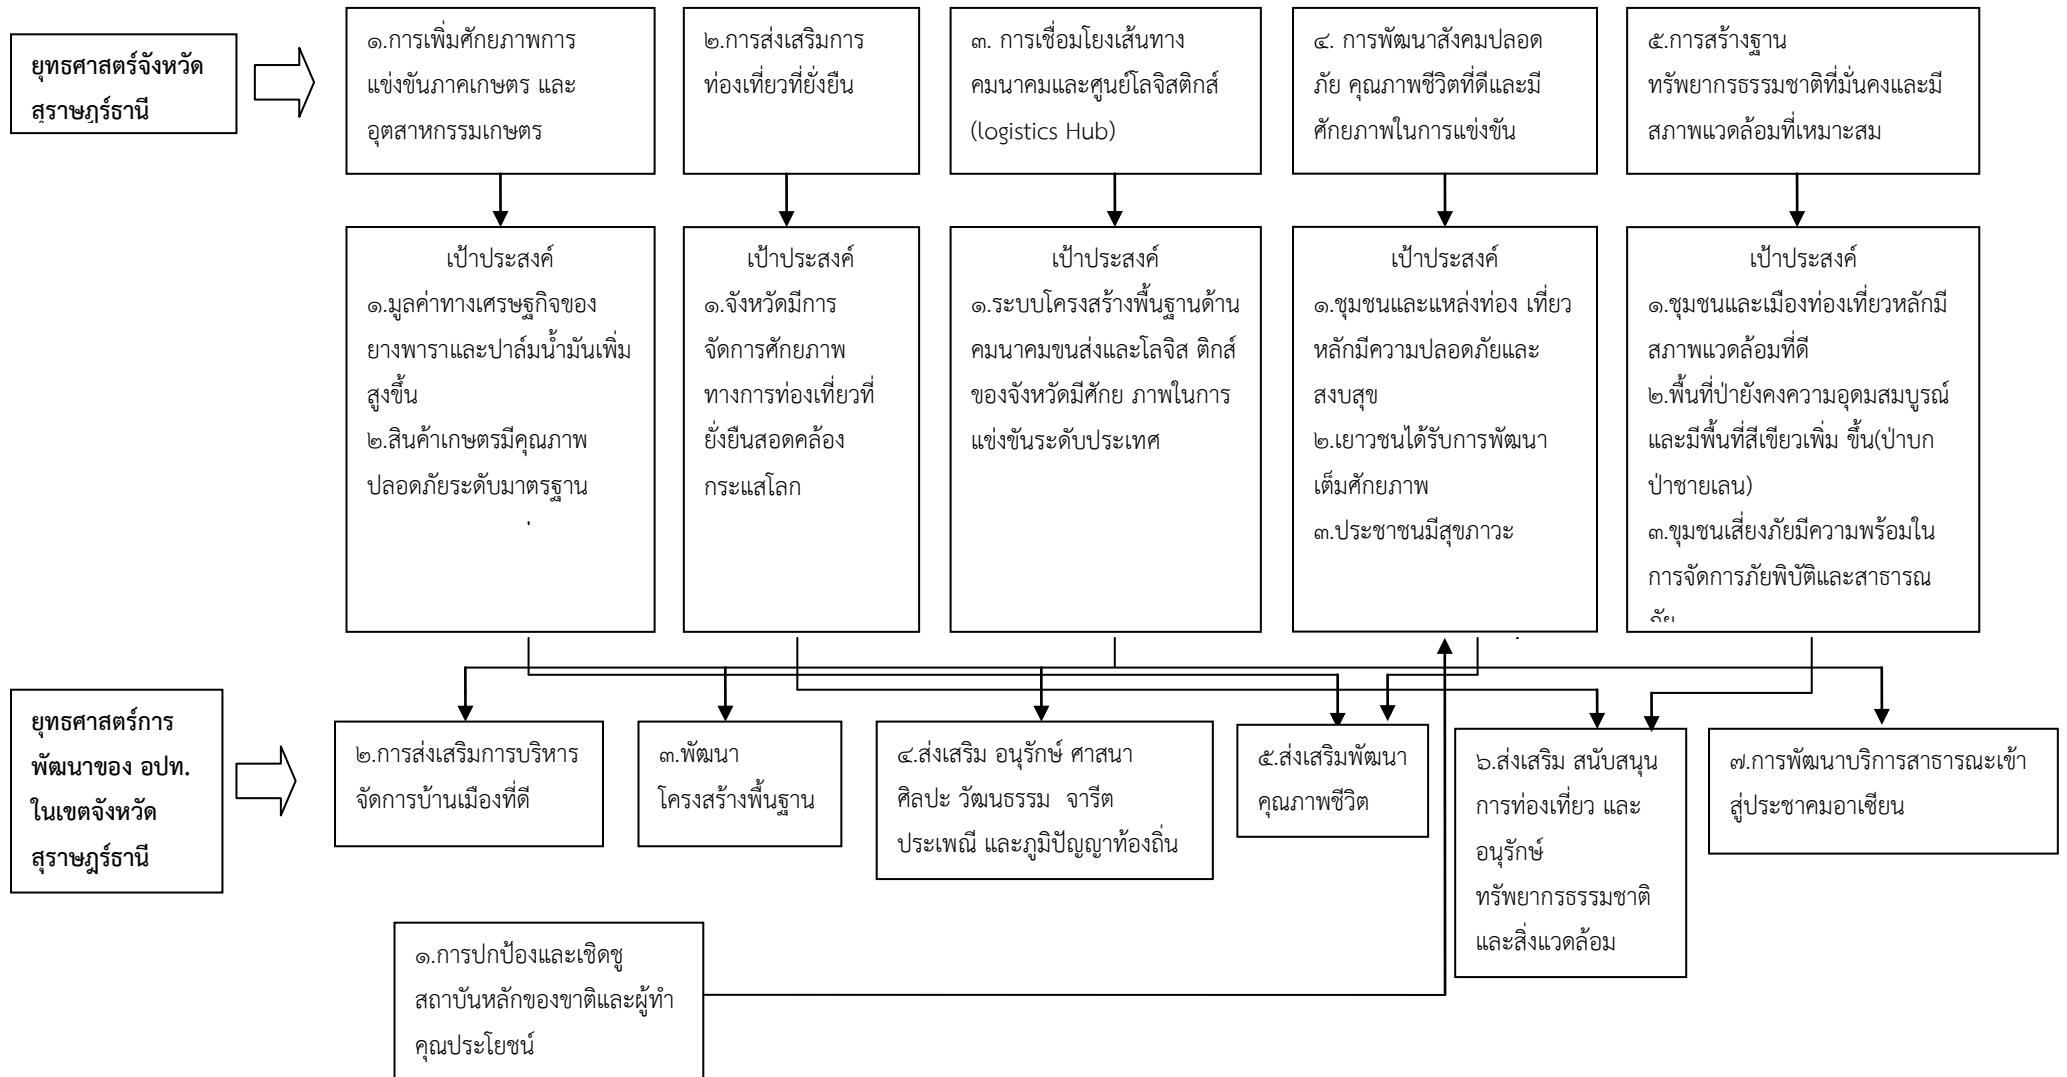 ยุทธศาสตร์จังหวัด
สุราษฎร์ธานี
๑.การเพิ่มศักยภาพการ
แข่งขันภาคเกษตร และ
อุตสาหกรรมเกษตร
๒.การส่งเสริมการ
ท่องเที่ยวที่ยั่งยืน
๓. การเชื่อมโยงเส้นทาง
คมนาคมและศูนย์โลจิสติกส์
(logistics Hub)
๔. การพัฒนาสังคมปลอด
ภัย คุณภาพชีวิตที่ดีและมี
ศักยภาพในการแข่งขัน
๕.การสร้างฐาน
ทรัพยากรธรรมชาติที่มั่นคงและมี
สภาพแวดล้อมที่เหมาะสม
เป้าประสงค์
๑.มูลค่าทางเศรษฐกิจของ
ยางพาราและปาล์มน้ำมันเพิ่ม
สูงขึ้น
๒.สินค้าเกษตรมีคุณภาพ
ปลอดภัยระดับมาตรฐาน
เป้าประสงค์
๑.จังหวัดมีการ
จัดการศักยภาพ
ทางการท่องเที่ยวที่
ยั่งยืนสอดคล้อง
กระแสโลก
เป้าประสงค์
๑.ระบบโครงสร้างพื้นฐานด้าน
คมนาคมขนส่งและโลจิส ติกส์
ของจังหวัดมีศักย ภาพในการ
แข่งขันระดับประเทศ
เป้าประสงค์
๑.ชุมชนและแหล่งท่อง เที่ยว
หลักมีความปลอดภัยและ
สงบสุข
๒.เยาวชนได้รับการพัฒนา
เต็มศักยภาพ
๓.ประชาชนมีสุขภาวะ
เป้าประสงค์
๑.ชุมชนและเมืองท่องเที่ยวหลักมี
สภาพแวดล้อมที่ดี
๒.พื้นที่ป่ายังคงความอุดมสมบูรณ์
และมีพื้นที่สีเขียวเพิ่ม ขึ้น(ป่าบก
ป่าชายเลน)
๓.ชุมชนเสี่ยงภัยมีความพร้อมใน
การจัดการภัยพิบัติและสาธารณ
ภัย
ยุทธศาสตร์การ
พัฒนาของ อปท.
ในเขตจังหวัด
สุราษฎร์ธานี
๒.การส่งเสริมการบริหาร
จัดการบ้านเมืองที่ดี
๓.พัฒนา
โครงสร้างพื้นฐาน
๔.ส่งเสริม อนุรักษ์ ศาสนา
ศิลปะ วัฒนธรรม  จารีต
ประเพณี และภูมิปัญญาท้องถิ่น
๕.ส่งเสริมพัฒนา
คุณภาพชีวิต
๖.ส่งเสริม สนับสนุน
การท่องเที่ยว และ
อนุรักษ์
ทรัพยากรธรรมชาติ
และสิ่งแวดล้อม
๗.การพัฒนาบริการสาธารณะเข้า
สู่ประชาคมอาเซียน
๑.การปกป้องและเชิดชู
สถาบันหลักของชาติและผู้ทำ
คุณประโยชน์